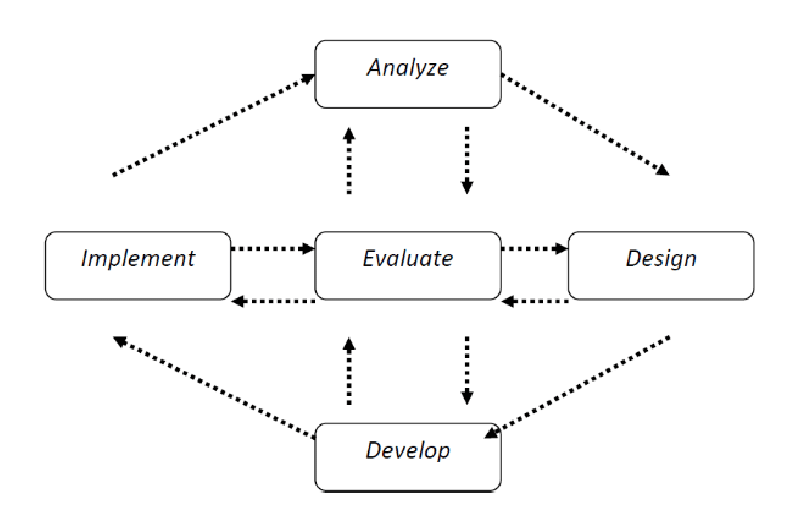 Analyze
Implement
Evaluate
Design
Develop